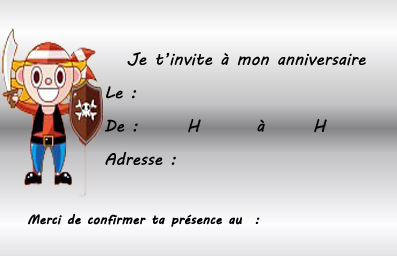 Je t'invite à mon anniversaire
Le :
De : H à H
Adresse :
Merci de confirmer ta présence au :